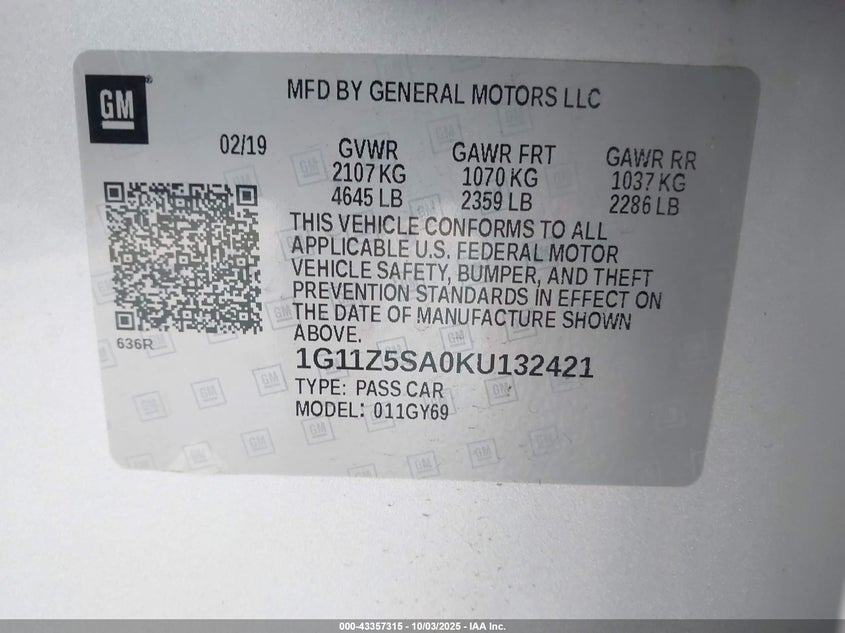 GM
MFD BY GENERAL MOTORS LLC
02/19
GVWR GAWR FRT GAWR RR
2107 KG 1070 KG 1037 KG
4645 LB 2359 LB 2286 LB
THIS VEHICLE CONFORMS TO ALL
APPLICABLE U.S. FEDERAL MOTOR
VEHICLE SAFETY, BUMPER, AND THEFT
PREVENTION STANDARDS IN EFFECT ON
THE DATE OF MANUFACTURE SHOWN
ABOVE.
636R
1G11Z5SA0KU132421
TYPE: PASS CAR
MODEL: 011GY69
000-43357315 - 10/03/2025 - IAA Inc.